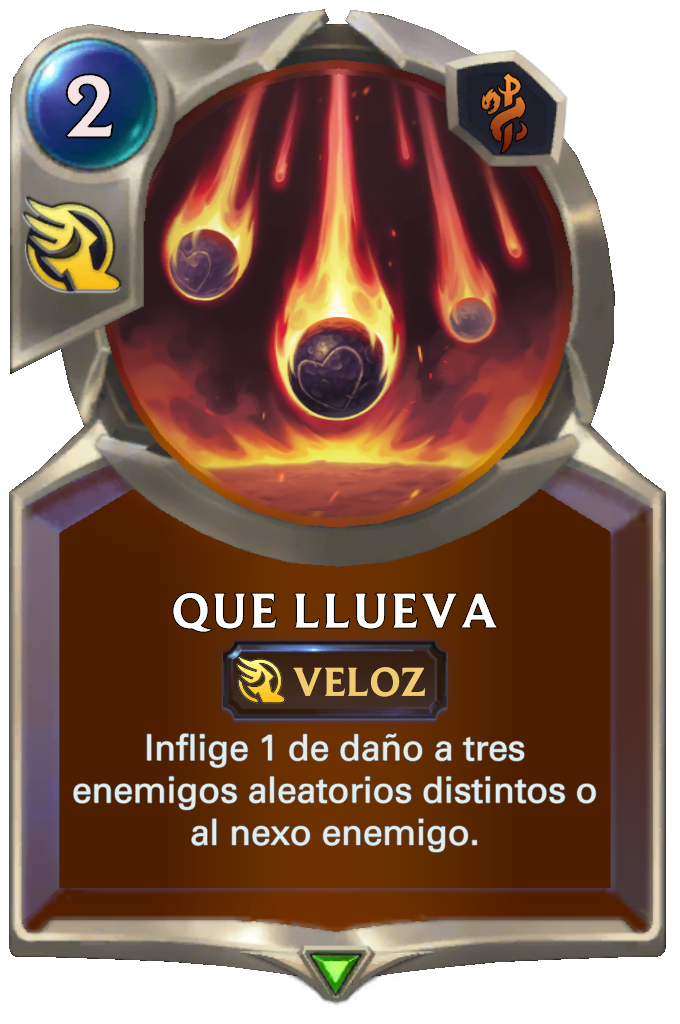 2
QUE LLUEVA
VELOZ
Inflige 1 de daño a tres
enemigos aleatorios distintos o
al nexo enemigo.